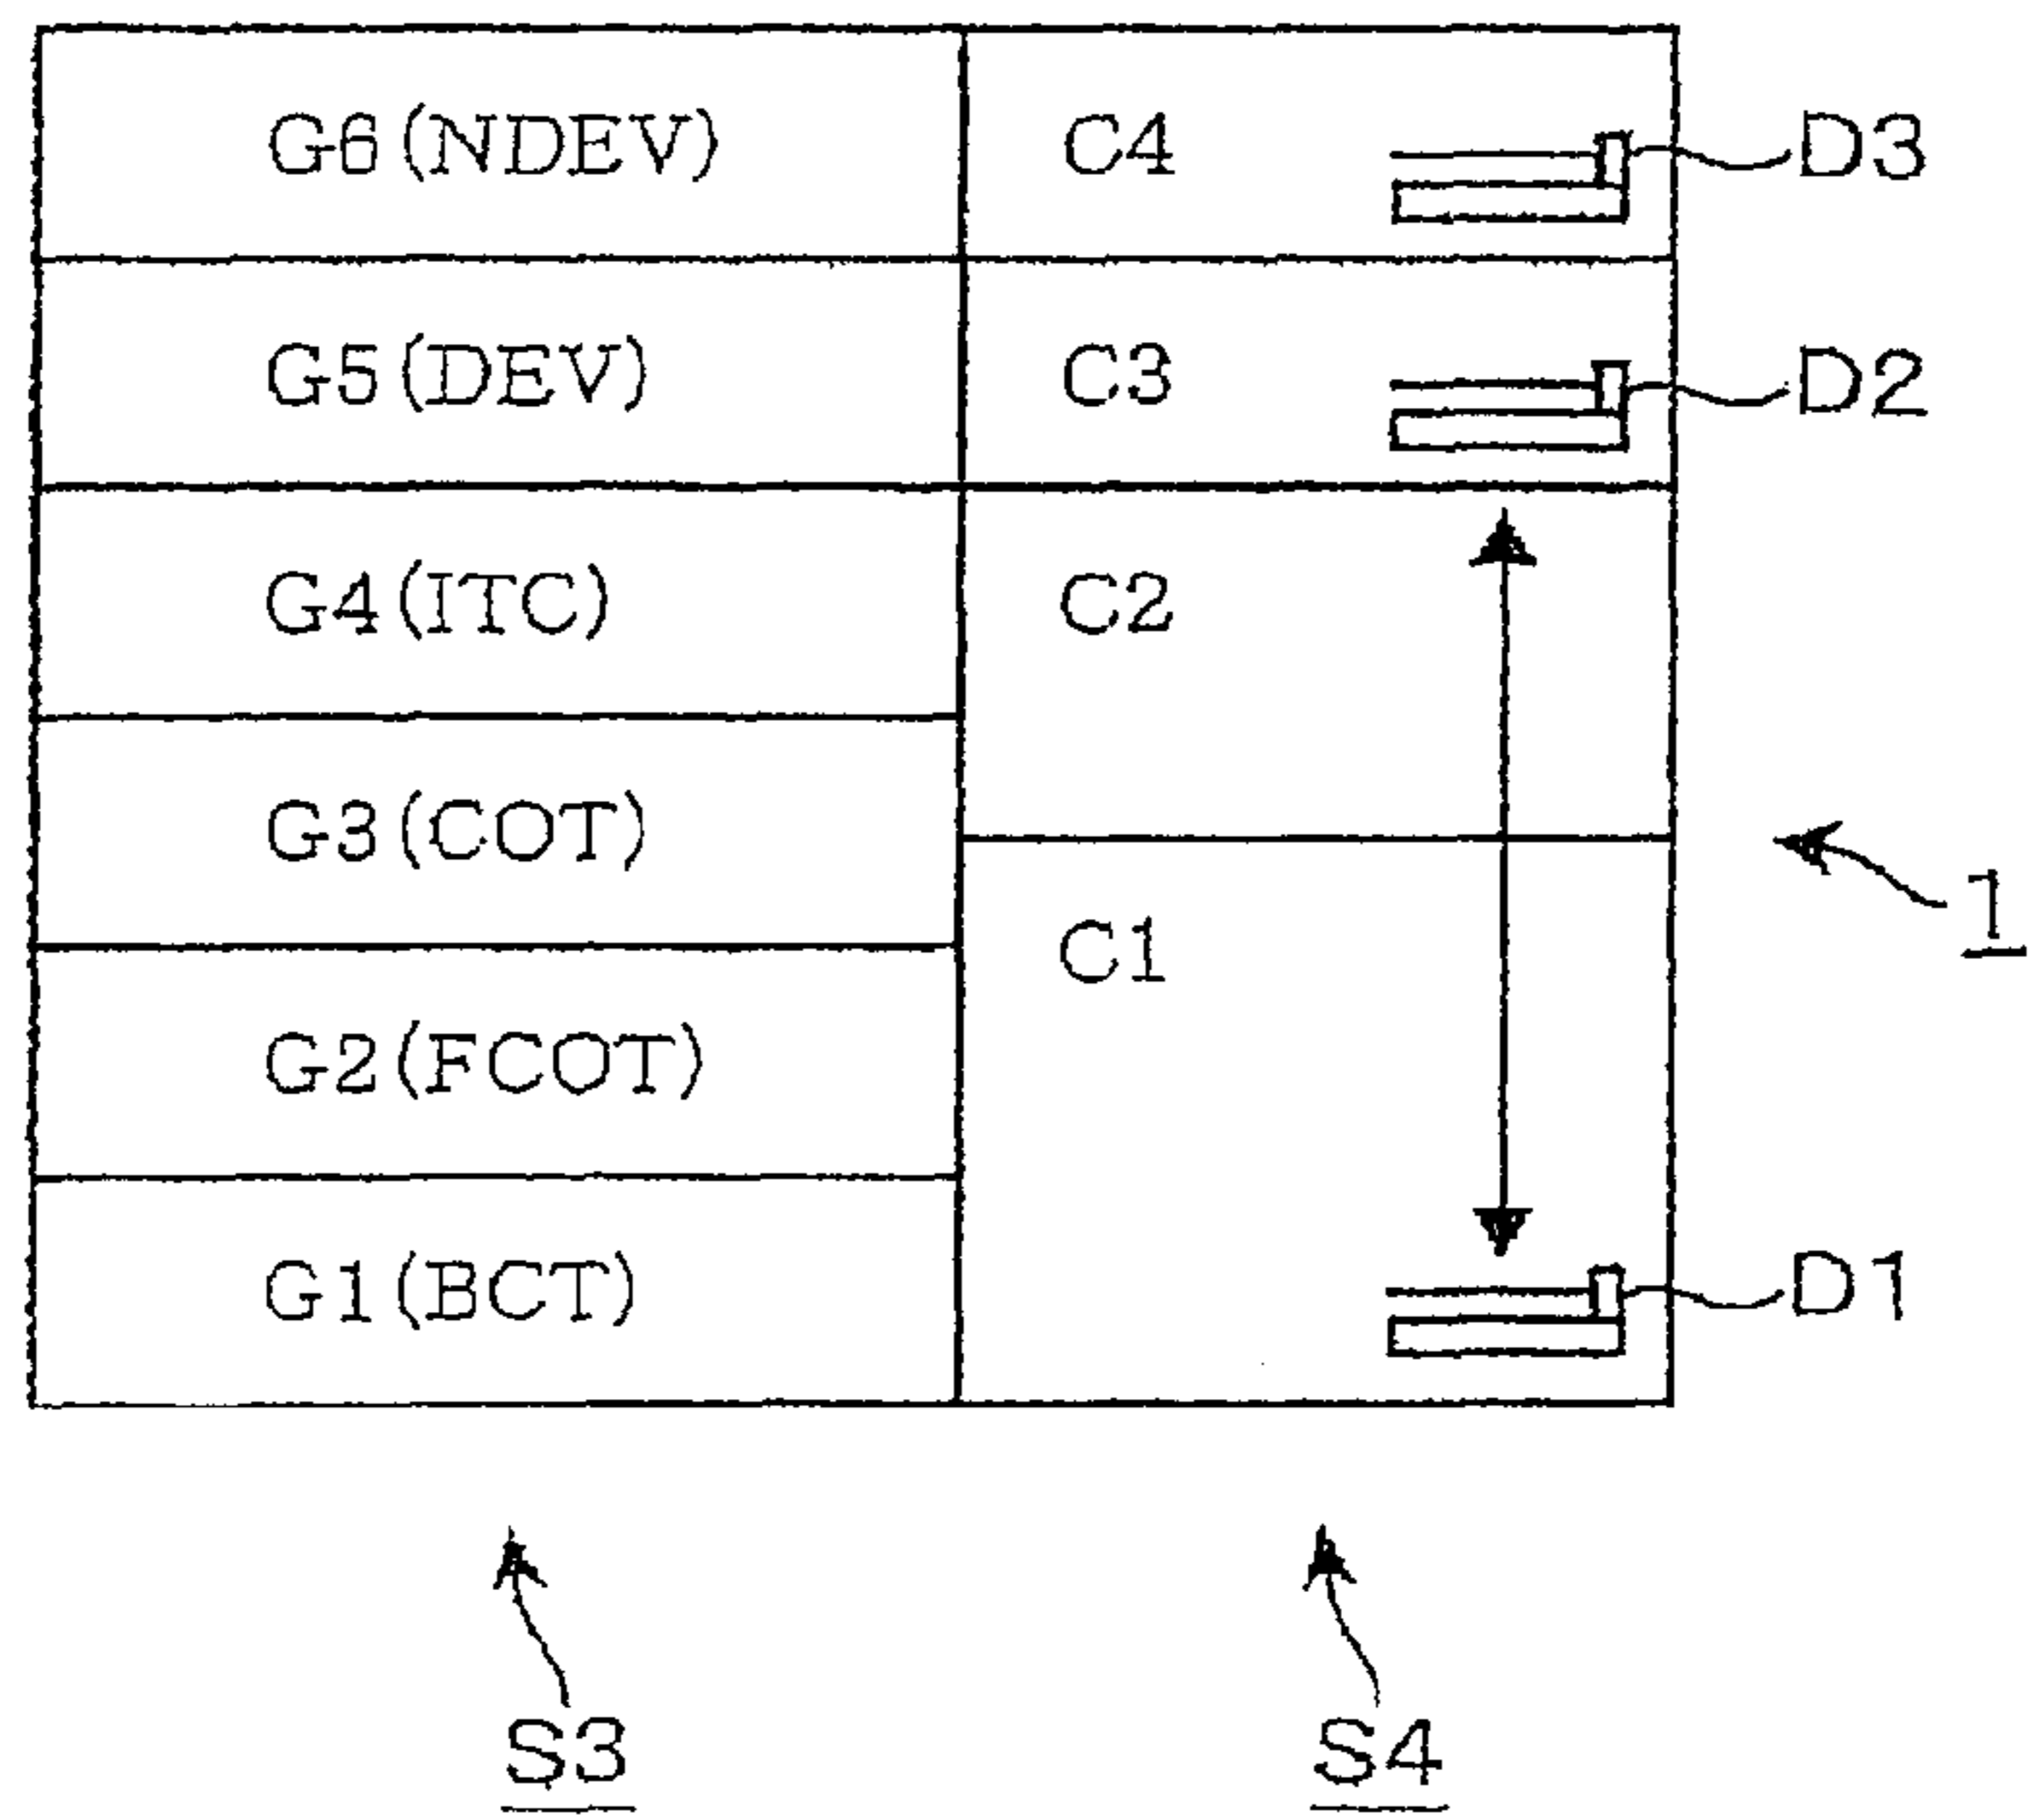 G6(NDEV) C4 D3
G5(DEV) C3 D2
G4(ITC) C2
G3(COT)
1
C1
G2(FCOT)
G1(BCT) D1
S3 S4